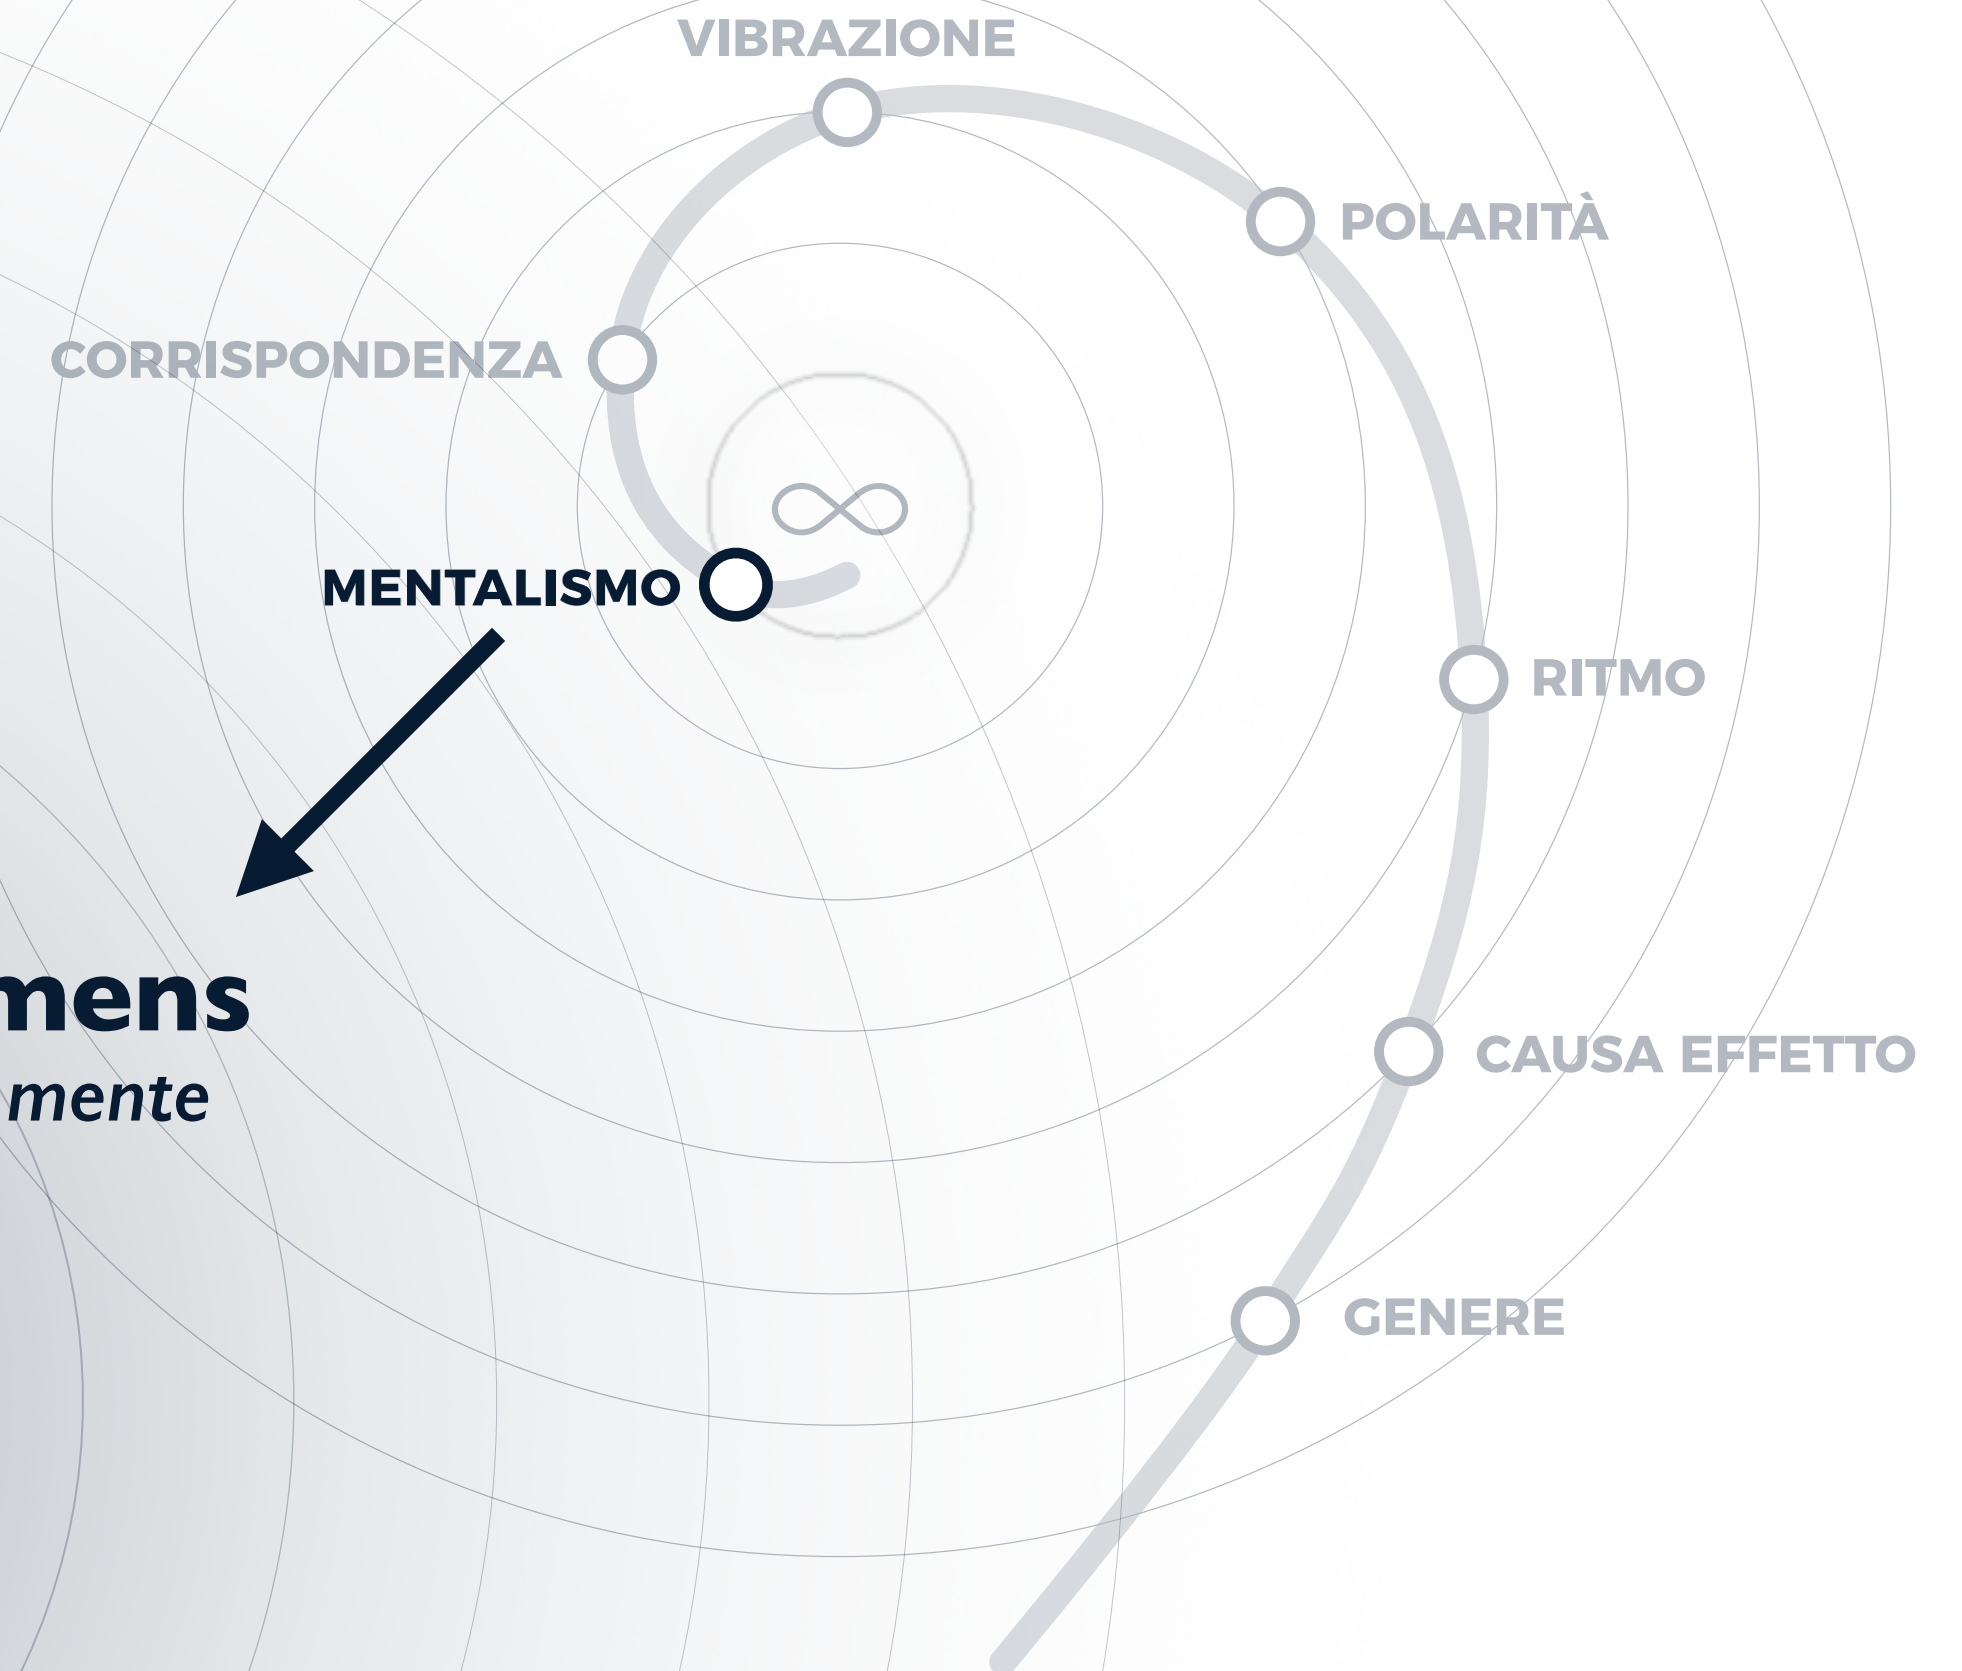 VIBRAZIONE
POLARITÀ
CORRISPONDENZA
MENTALISMO
RITMO
mens
mente
CAUSA EFFETTO
GENERE